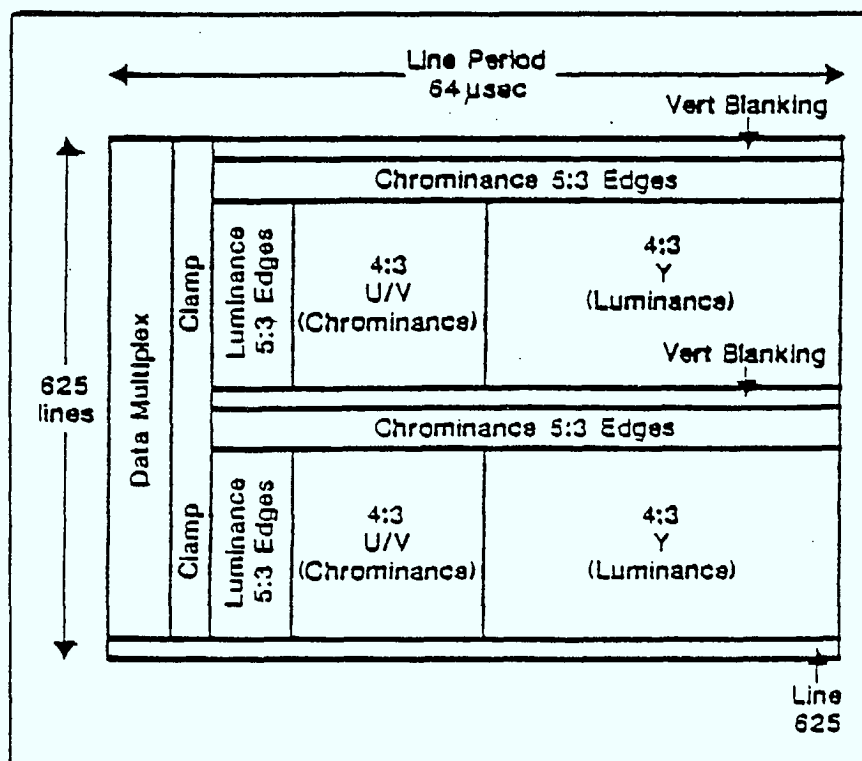 Line Period
64 µsec
Vert Blanking
Chrominance 5:3 Edges
Data Multiplex
Clamp
Luminance
5:3 Edges
4:3
U/V
(Chrominance)
4:3
Y
(Luminance)
Vert Blanking
625
lines
Chrominance 5:3 Edges
Clamp
Luminance
5:3 Edges
4:3
U/V
(Chrominance)
4:3
Y
(Luminance)
Line
625